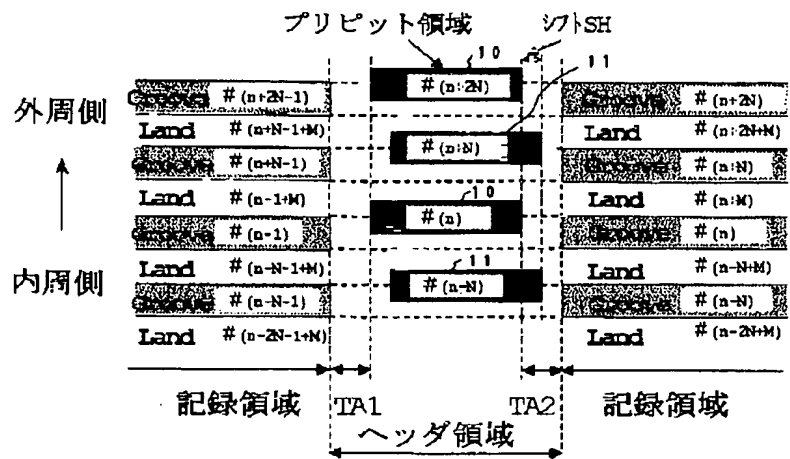 プリピット領域
シフトSH
10
11
外周側
内周側
Groove #(n+2N-1)
#(n:2N)
Groove #(n+2N)
Land #(n+N-1+M)
Land #(n:2N+M)
Groove #(n+N-1)
#(n:N)
Groove #(n:N)
Land #(n-1+M)
10
Land #(n:M)
Groove #(n-1)
#(n)
Groove #(n)
Land #(n-N-1+M)
11
Land #(n-N+M)
Groove #(n-N-1)
#(n-N)
Groove #(n-N)
Land #(n-2N-1+M)
Land #(n-2N+M)
記録領域
TA1
TA2
記録領域
ヘッダ領域